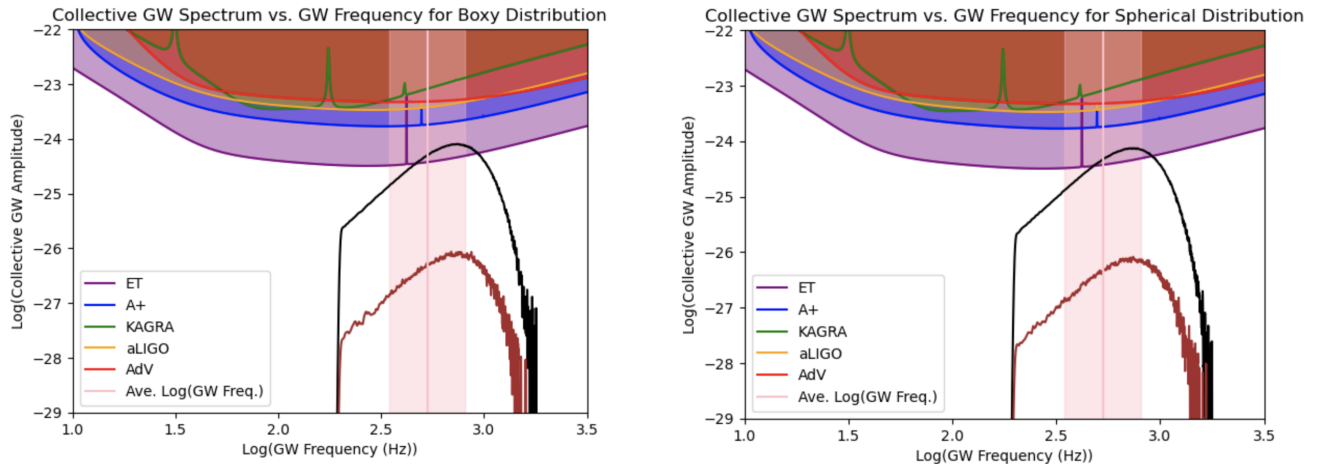 Collective GW Spectrum vs. GW Frequency for Boxy Distribution
Log(Collective GW Amplitude)
−22
−23
−24
−25
−26
−27
−28
−29
ET
A+
KAGRA
aLIGO
AdV
Ave. Log(GW Freq.)
1.0 1.5 2.0 2.5 3.0 3.5
Log(GW Frequency (Hz))
Collective GW Spectrum vs. GW Frequency for Spherical Distribution
Log(Collective GW Amplitude)
−22
−23
−24
−25
−26
−27
−28
−29
ET
A+
KAGRA
aLIGO
AdV
Ave. Log(GW Freq.)
1.0 1.5 2.0 2.5 3.0 3.5
Log(GW Frequency (Hz))